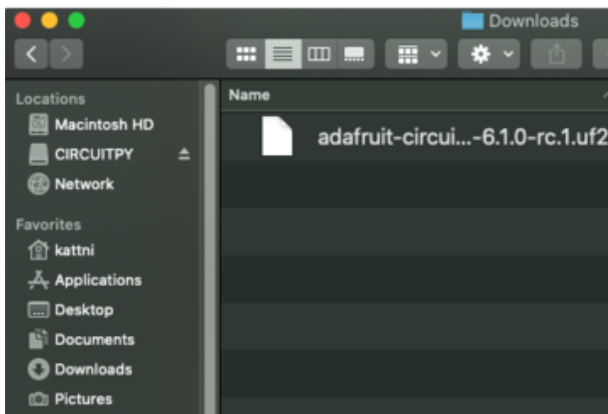 Downloads
Locations
Macintosh HD
CIRCUITPY
Network
Favorites
kattni
Applications
Desktop
Documents
Downloads
Pictures
Name
adafruit-circui...-6.1.0-rc.1.uf2